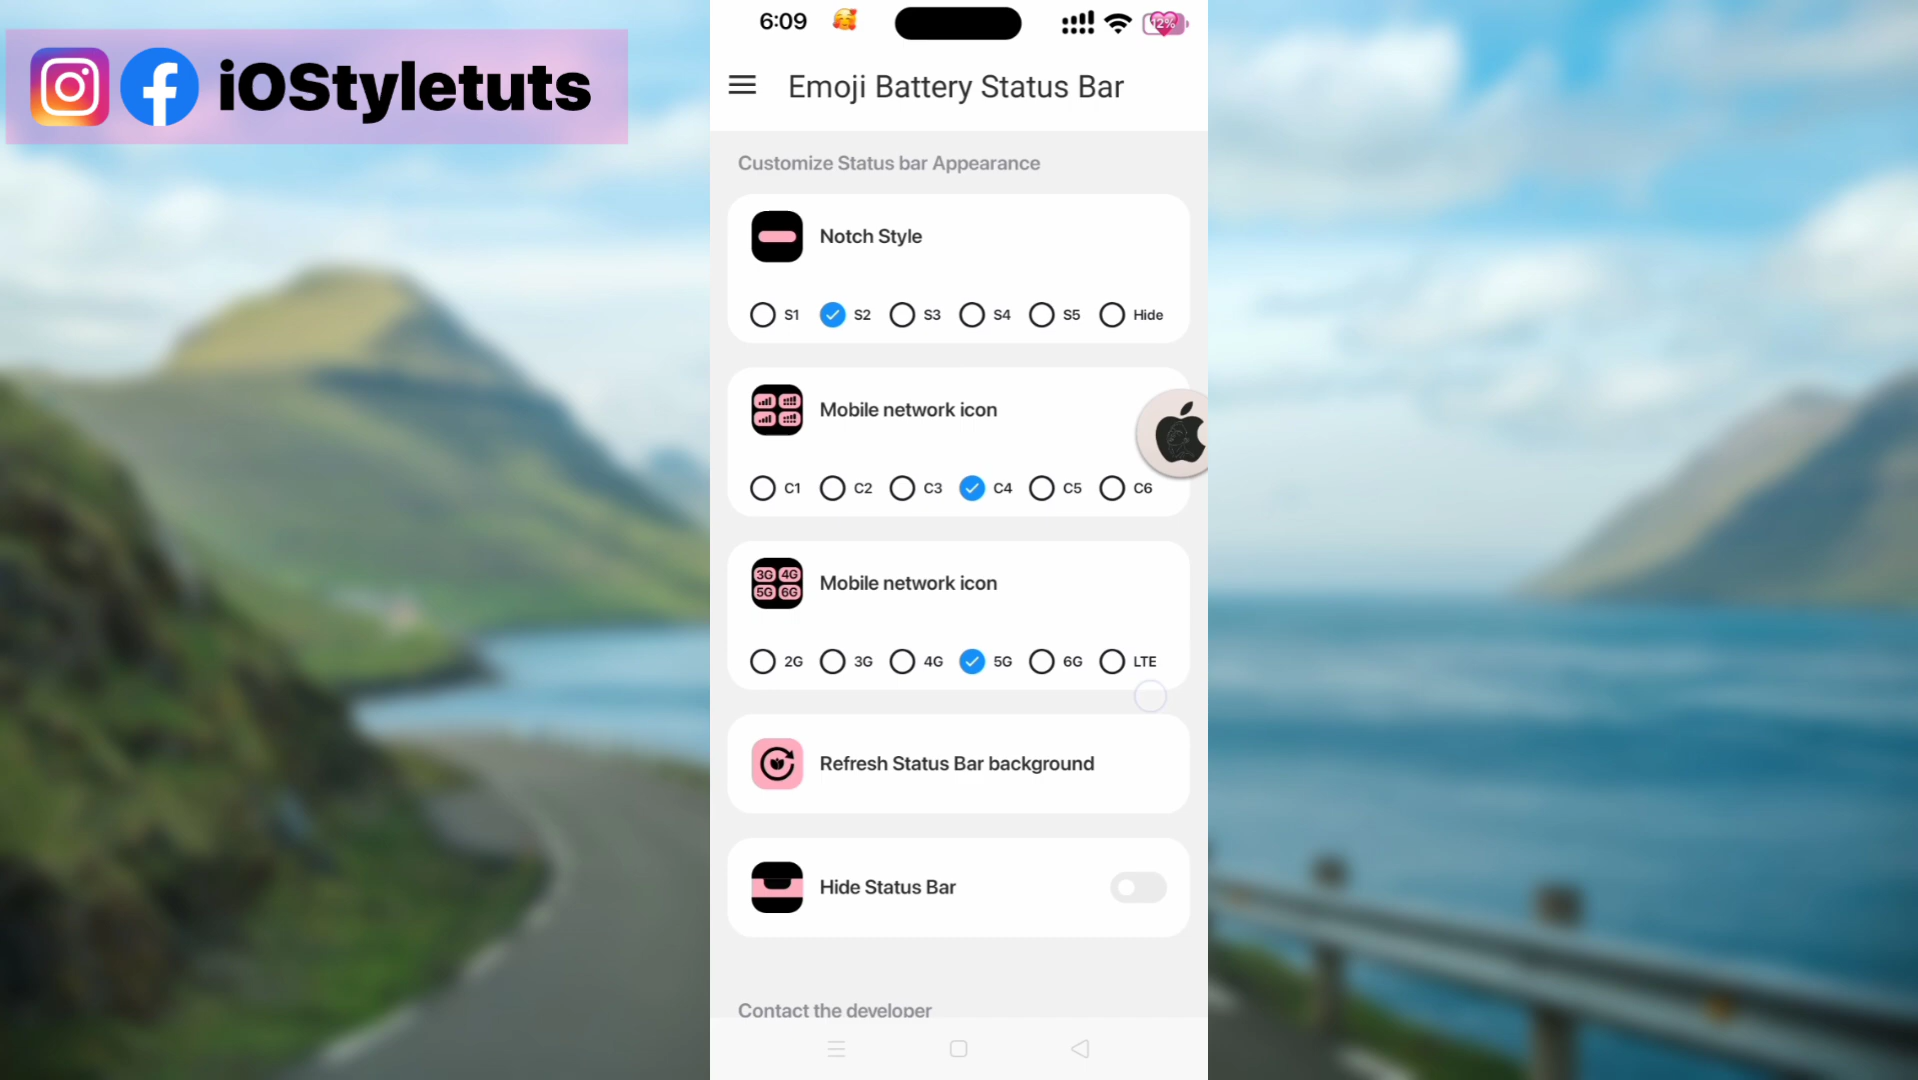 iOStyletuts
6:09
12%
Emoji Battery Status Bar
Customize Status bar Appearance
Notch Style
S1 S2 S3 S4 S5 Hide
Mobile network icon
C1 C2 C3 C4 C5 C6
3G 4G
5G 6G
Mobile network icon
2G 3G 4G 5G 6G LTE
Refresh Status Bar background
Hide Status Bar
Contact the developer